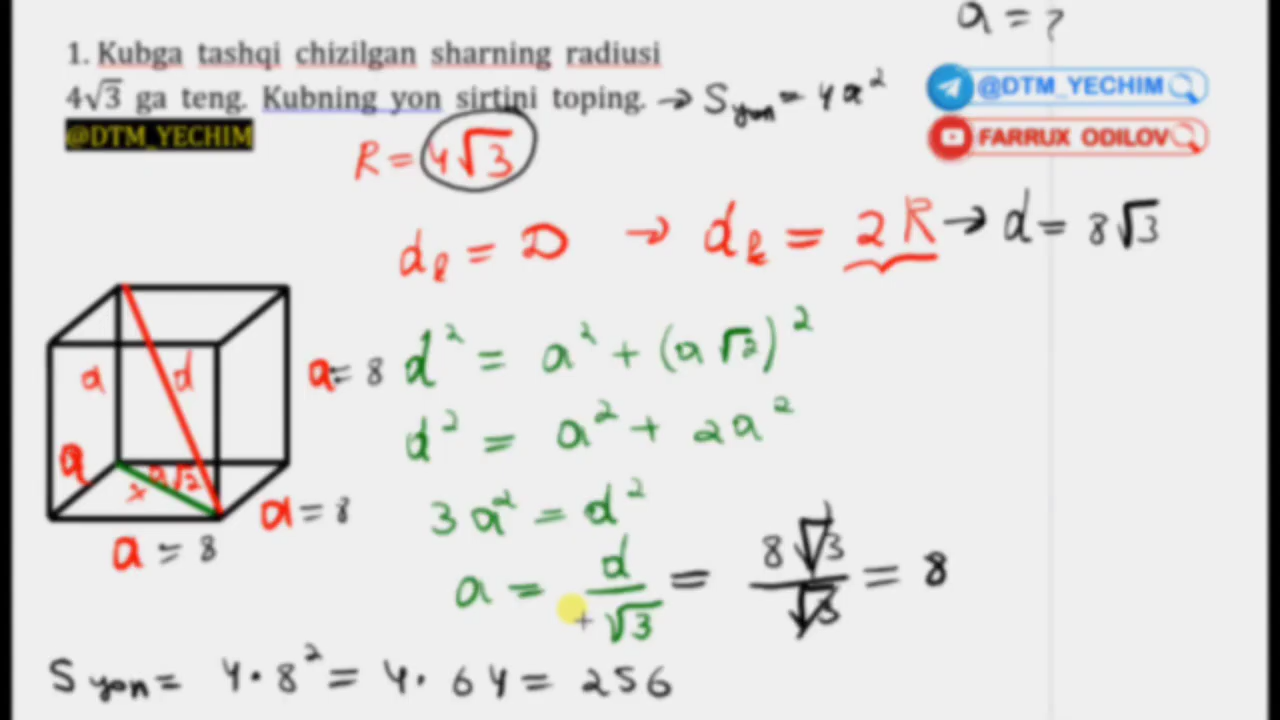 a = ?
1. Kubga tashqi chizilgan sharning radiusi
4√3 ga teng. Kubning yon sirtini toping. → S yon = 4a²
@DTM_YECHIM
@DTM_YECHIM
FARRUX ODILOV
R = 4√3
d k = D → d k = 2R → d = 8√3
a = 8
d² = a² + (a√2)²
d² = a² + 2a²
3a² = d²
a = d/√3 = 8√3/√3 = 8
a
d
a
x
a√2
a = 8
a = 8
S yon = 4·8² = 4·64 = 256